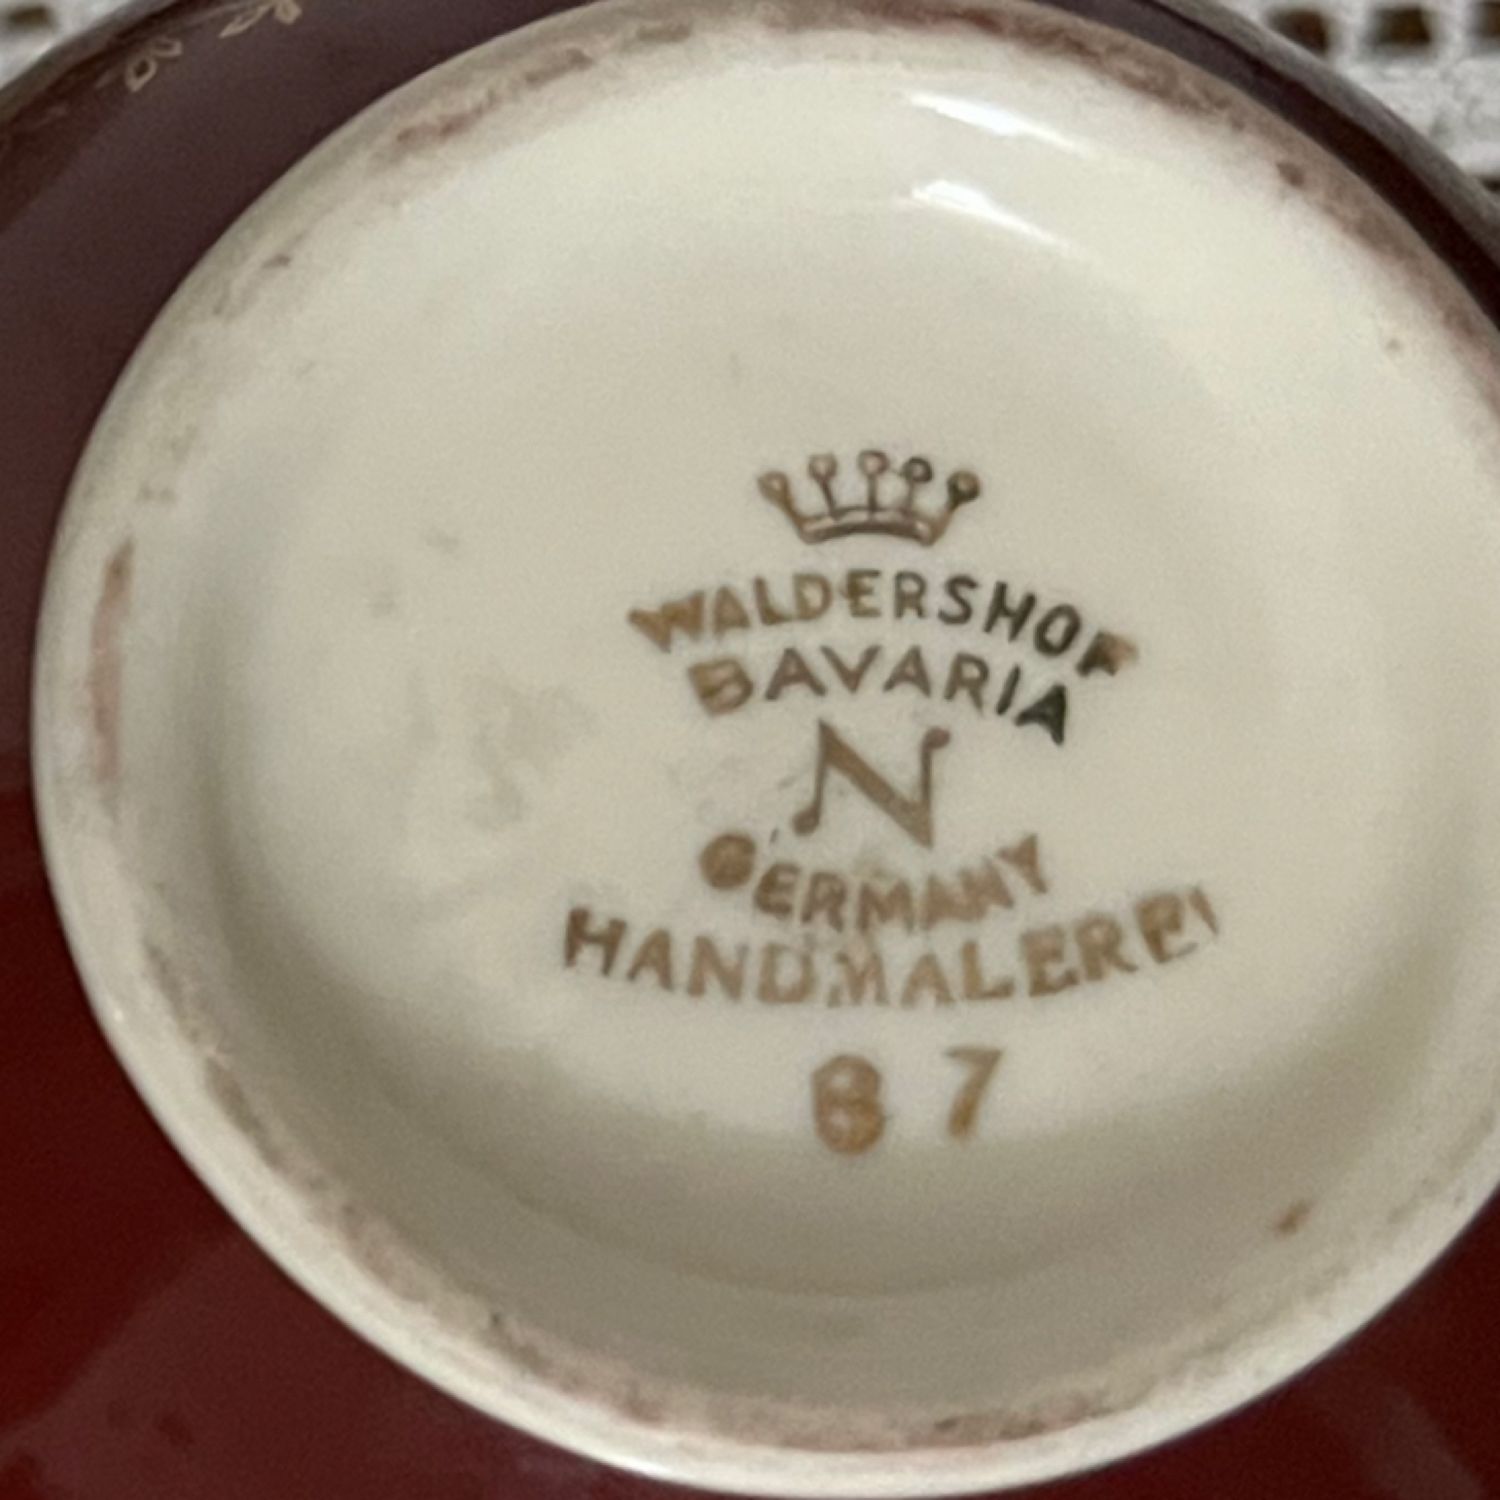 WALDERSHOF
BAVARIA
N
GERMANY
HANDMALEREI
67